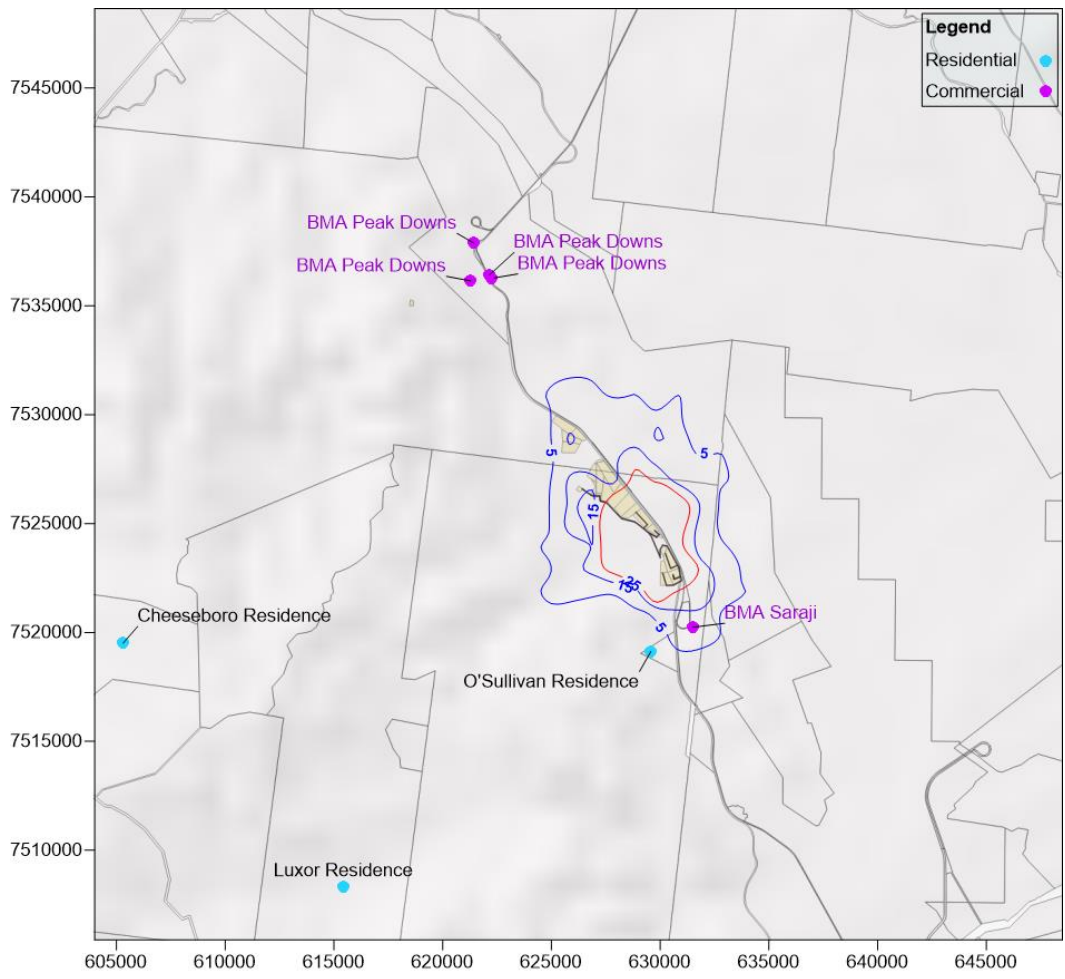 Legend
Residential
Commercial
7545000
7540000
BMA Peak Downs
BMA Peak Downs
BMA Peak Downs
BMA Peak Downs
7535000
7530000
5
5
7525000
15
15
25
7520000
Cheeseboro Residence
BMA Saraji
5
O'Sullivan Residence
7515000
7510000
Luxor Residence
605000 610000 615000 620000 625000 630000 635000 640000 645000